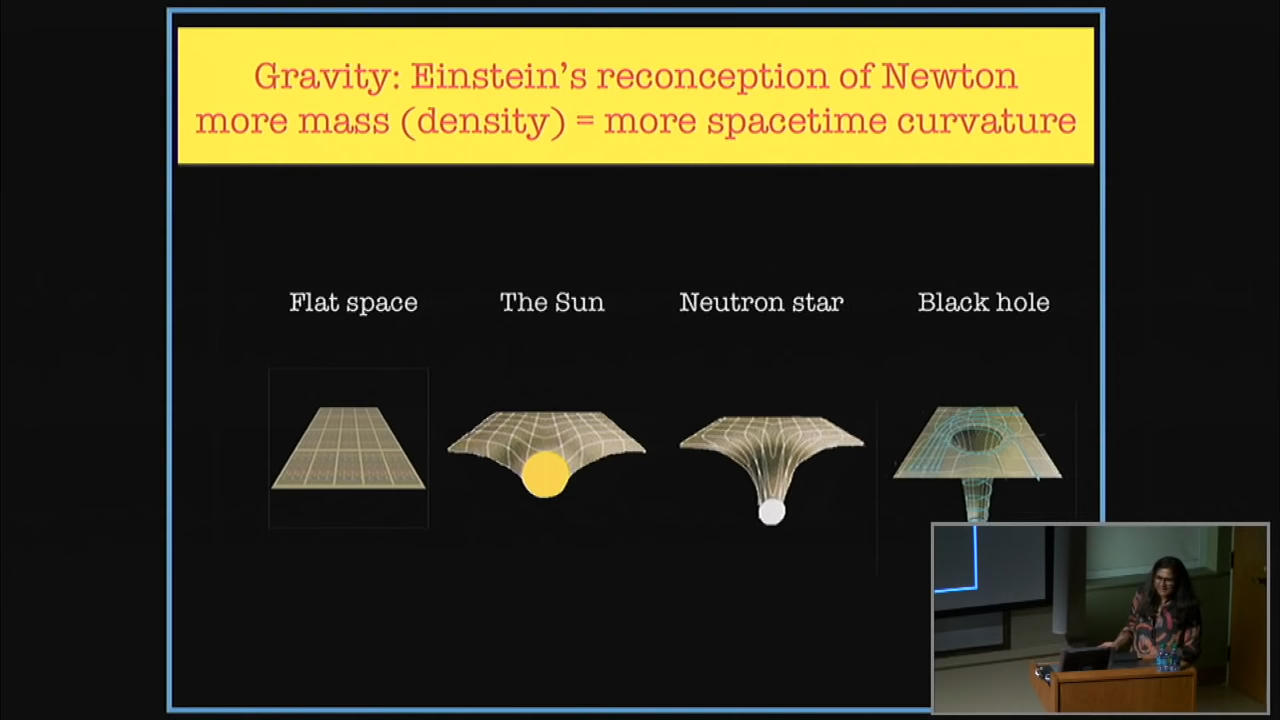 Gravity: Einstein's reconception of Newton
more mass (density) = more spacetime curvature
Flat space
The Sun
Neutron star
Black hole